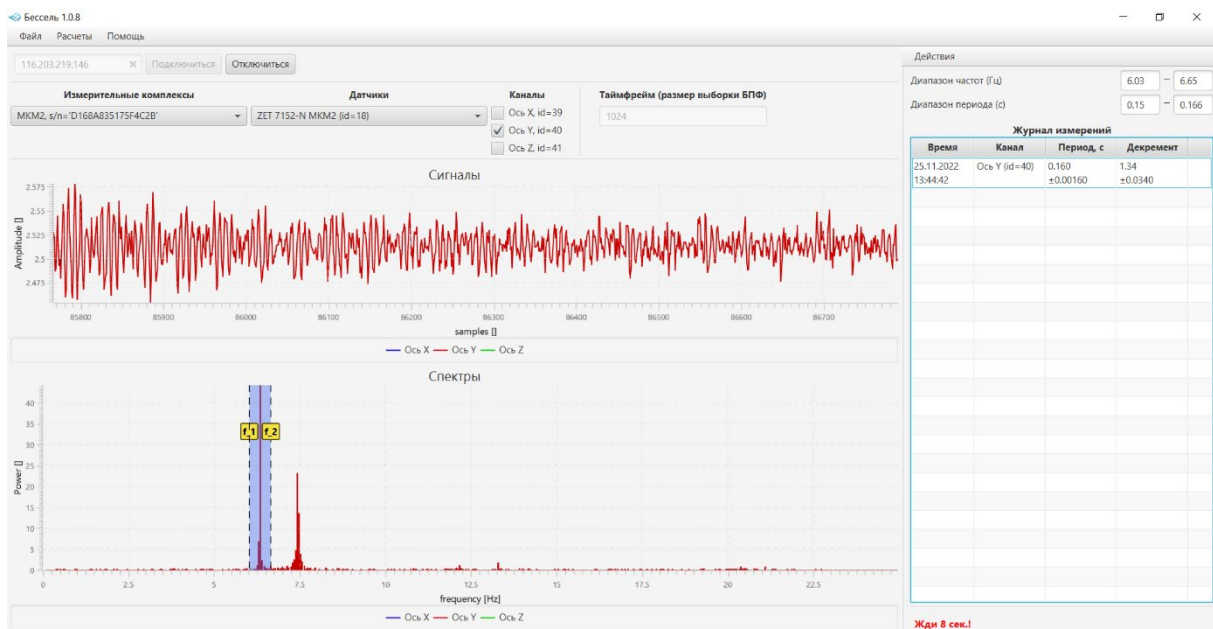 Бессель 1.0.8
Файл Расчеты Помощь
116.203.219.146 × Подключиться Отключиться
Измерительные комплексы Датчики Каналы Таймфрейм (размер выборки БПФ)
МКМ2, s/n='D168A835175F4C2B' ZET 7152-N МКМ2 (id=18) Ось X, id=39 1024
Ось Y, id=40
Ось Z, id=41
Сигналы
Amplitude []
2.575
2.55
2.525
2.5
2.475
85800 85900 86000 86100 86200 86300 86400 86500 86600 86700
samples []
Ось X Ось Y Ось Z
Спектры
Power []
40
35
30
25
20
15
10
5
0
f_1 f_2
0 2.5 5 7.5 10 12.5 15 17.5 20 22.5
frequency [Hz]
Ось X Ось Y Ось Z
Действия
Диапазон частот (Гц) 6.03 – 6.65
Диапазон периода (с) 0.15 – 0.166
Журнал измерений
Время Канал Период, с Декремент
25.11.2022 Ось Y (id=40) 0.160 1.34
13:44:42 ±0.00160 ±0.0340
Жди 8 сек.!